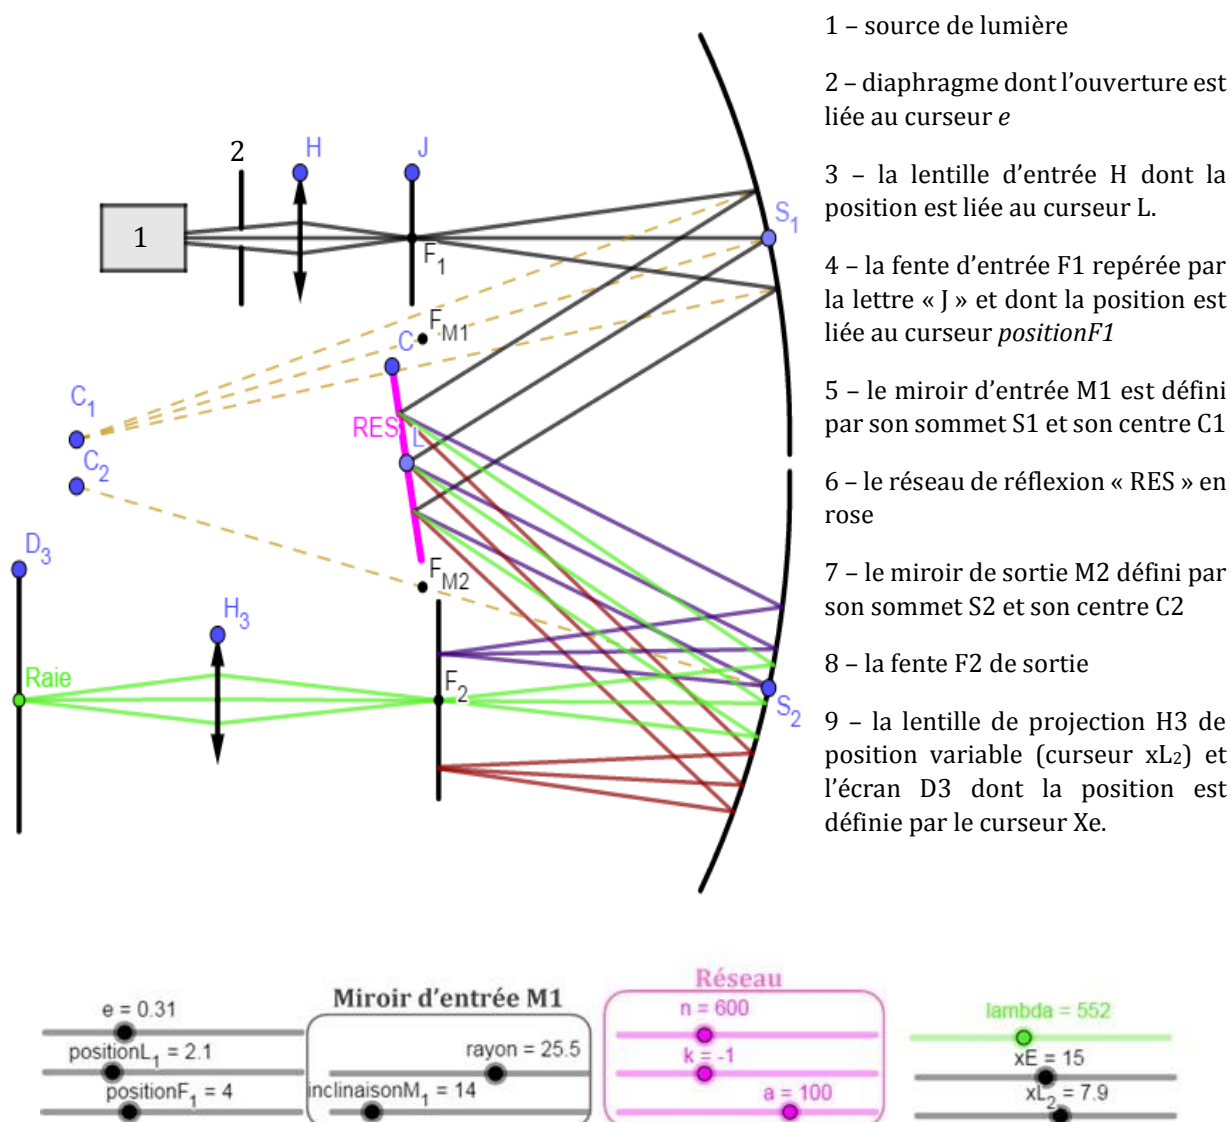 1 – source de lumière
2 – diaphragme dont l'ouverture est
liée au curseur e
3 – la lentille d'entrée H dont la
position est liée au curseur L.
4 – la fente d'entrée F1 repérée par
la lettre « J » et dont la position est
liée au curseur positionF1
5 – le miroir d'entrée M1 est défini
par son sommet S1 et son centre C1
6 – le réseau de réflexion « RES » en
rose
7 – le miroir de sortie M2 défini par
son sommet S2 et son centre C2
8 – la fente F2 de sortie
9 – la lentille de projection H3 de
position variable (curseur xL₂) et
l'écran D3 dont la position est
définie par le curseur Xe.
2
H
J
1
F₁
S₁
F_M1
C
C₁
RES
L
C₂
D₃
F_M2
H₃
Raie
F₂
S₂
e = 0.31
positionL₁ = 2.1
positionF₁ = 4
Miroir d'entrée M1
rayon = 25.5
inclinaisonM₁ = 14
Réseau
n = 600
k = -1
a = 100
lambda = 552
xE = 15
xL₂ = 7.9